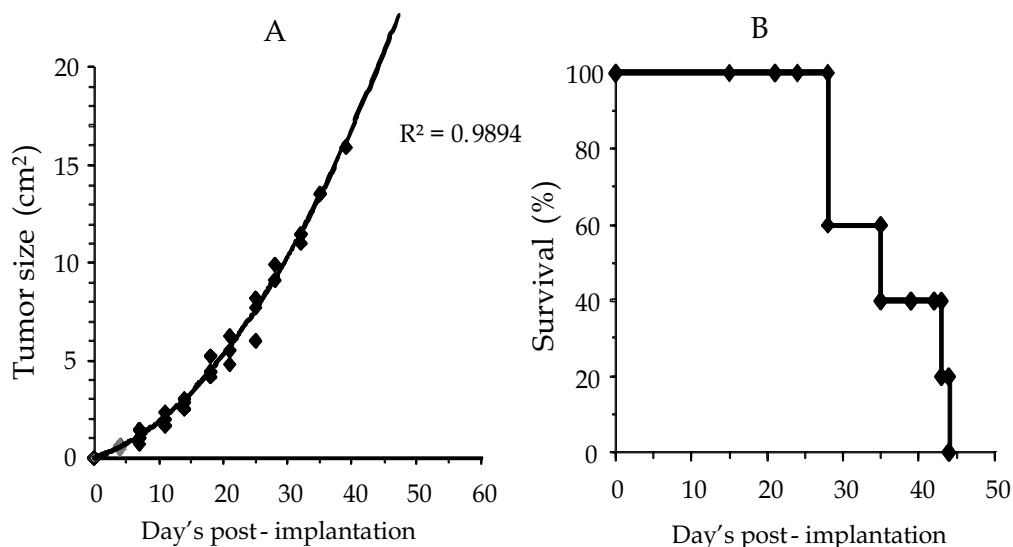 A
20
15
10
5
0
R² = 0.9894
Tumor size (cm²)
0 10 20 30 40 50 60
Day's post - implantation
B
100
80
60
40
20
0
Survival (%)
0 10 20 30 40 50
Day's post - implantation